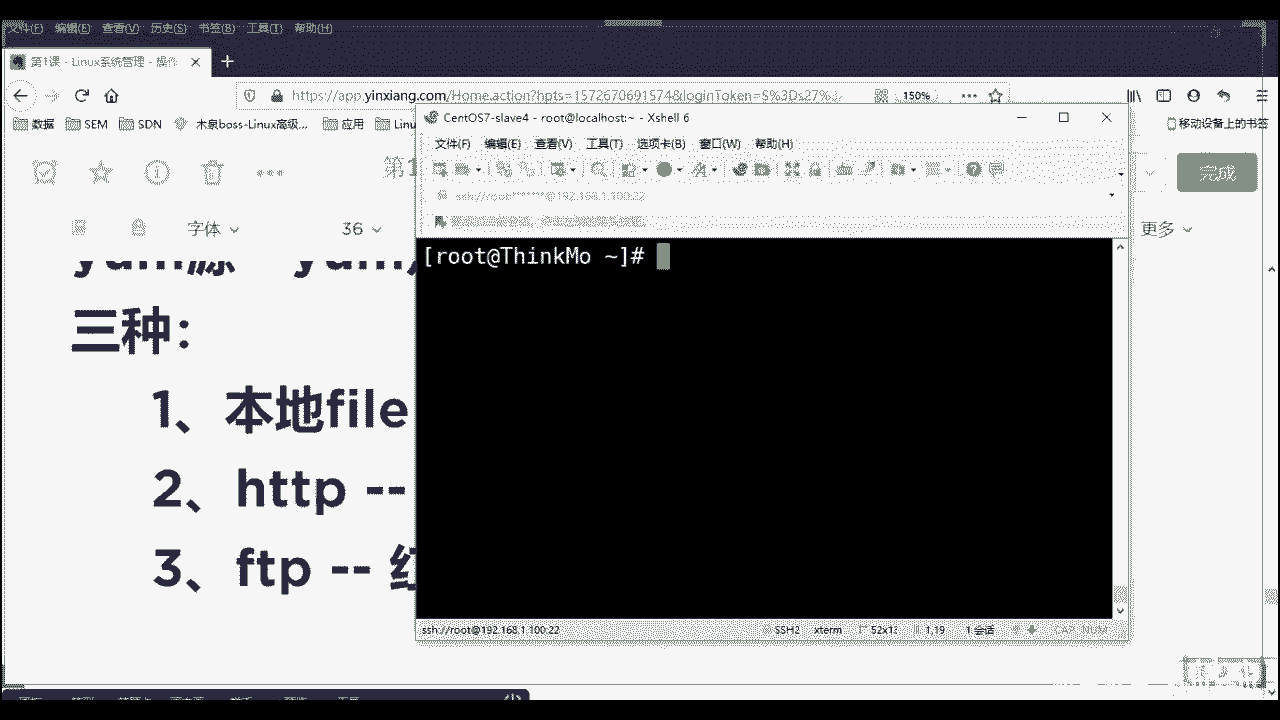 文件(F) 编辑(E) 查看(V) 历史(S) 书签(B) 工具(T) 帮助(H)
第1课 - Linux系统管理 - 操作
https://app.yinxiang.com/Home.action?hpts=1572670691574&loginToken=S%3Ds27%3.
150%
数据 SEM SDN 木泉boss-Linux高级... 应用 Linu
移动设备上的书签
第1
完成
字体 36
更多
yum源 yum
三种：
1、本地file
2、http --
3、ftp --
CentOS7-slave4 - root@localhost:~ - Xshell 6
文件(F) 编辑(E) 查看(V) 工具(T) 选项卡(B) 窗口(W) 帮助(H)
ssh://root:******@192.168.1.100:22
[root@ThinkMo ~]#
ssh://root@192.168.1.100:22
SSH2 xterm 52x13 1,19 1 会话 CAP NUM